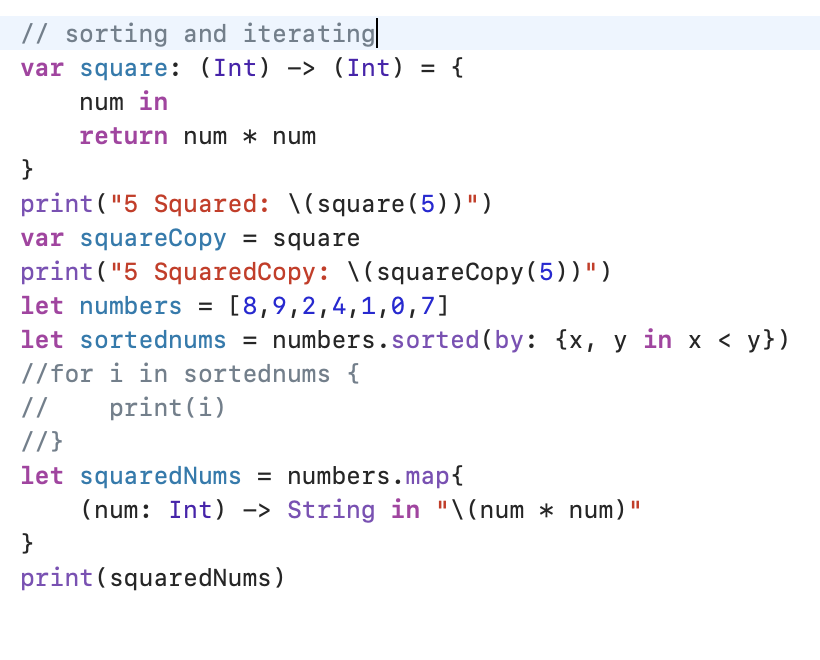 // sorting and iterating
var square: (Int) -> (Int) = {
    num in
    return num * num
}
print("5 Squared: \(square(5))")
var squareCopy = square
print("5 SquaredCopy: \(squareCopy(5))")
let numbers = [8,9,2,4,1,0,7]
let sortednums = numbers.sorted(by: {x, y in x < y})
//for i in sortednums {
//    print(i)
//}
let squaredNums = numbers.map{
    (num: Int) -> String in "\(num * num)"
}
print(squaredNums)